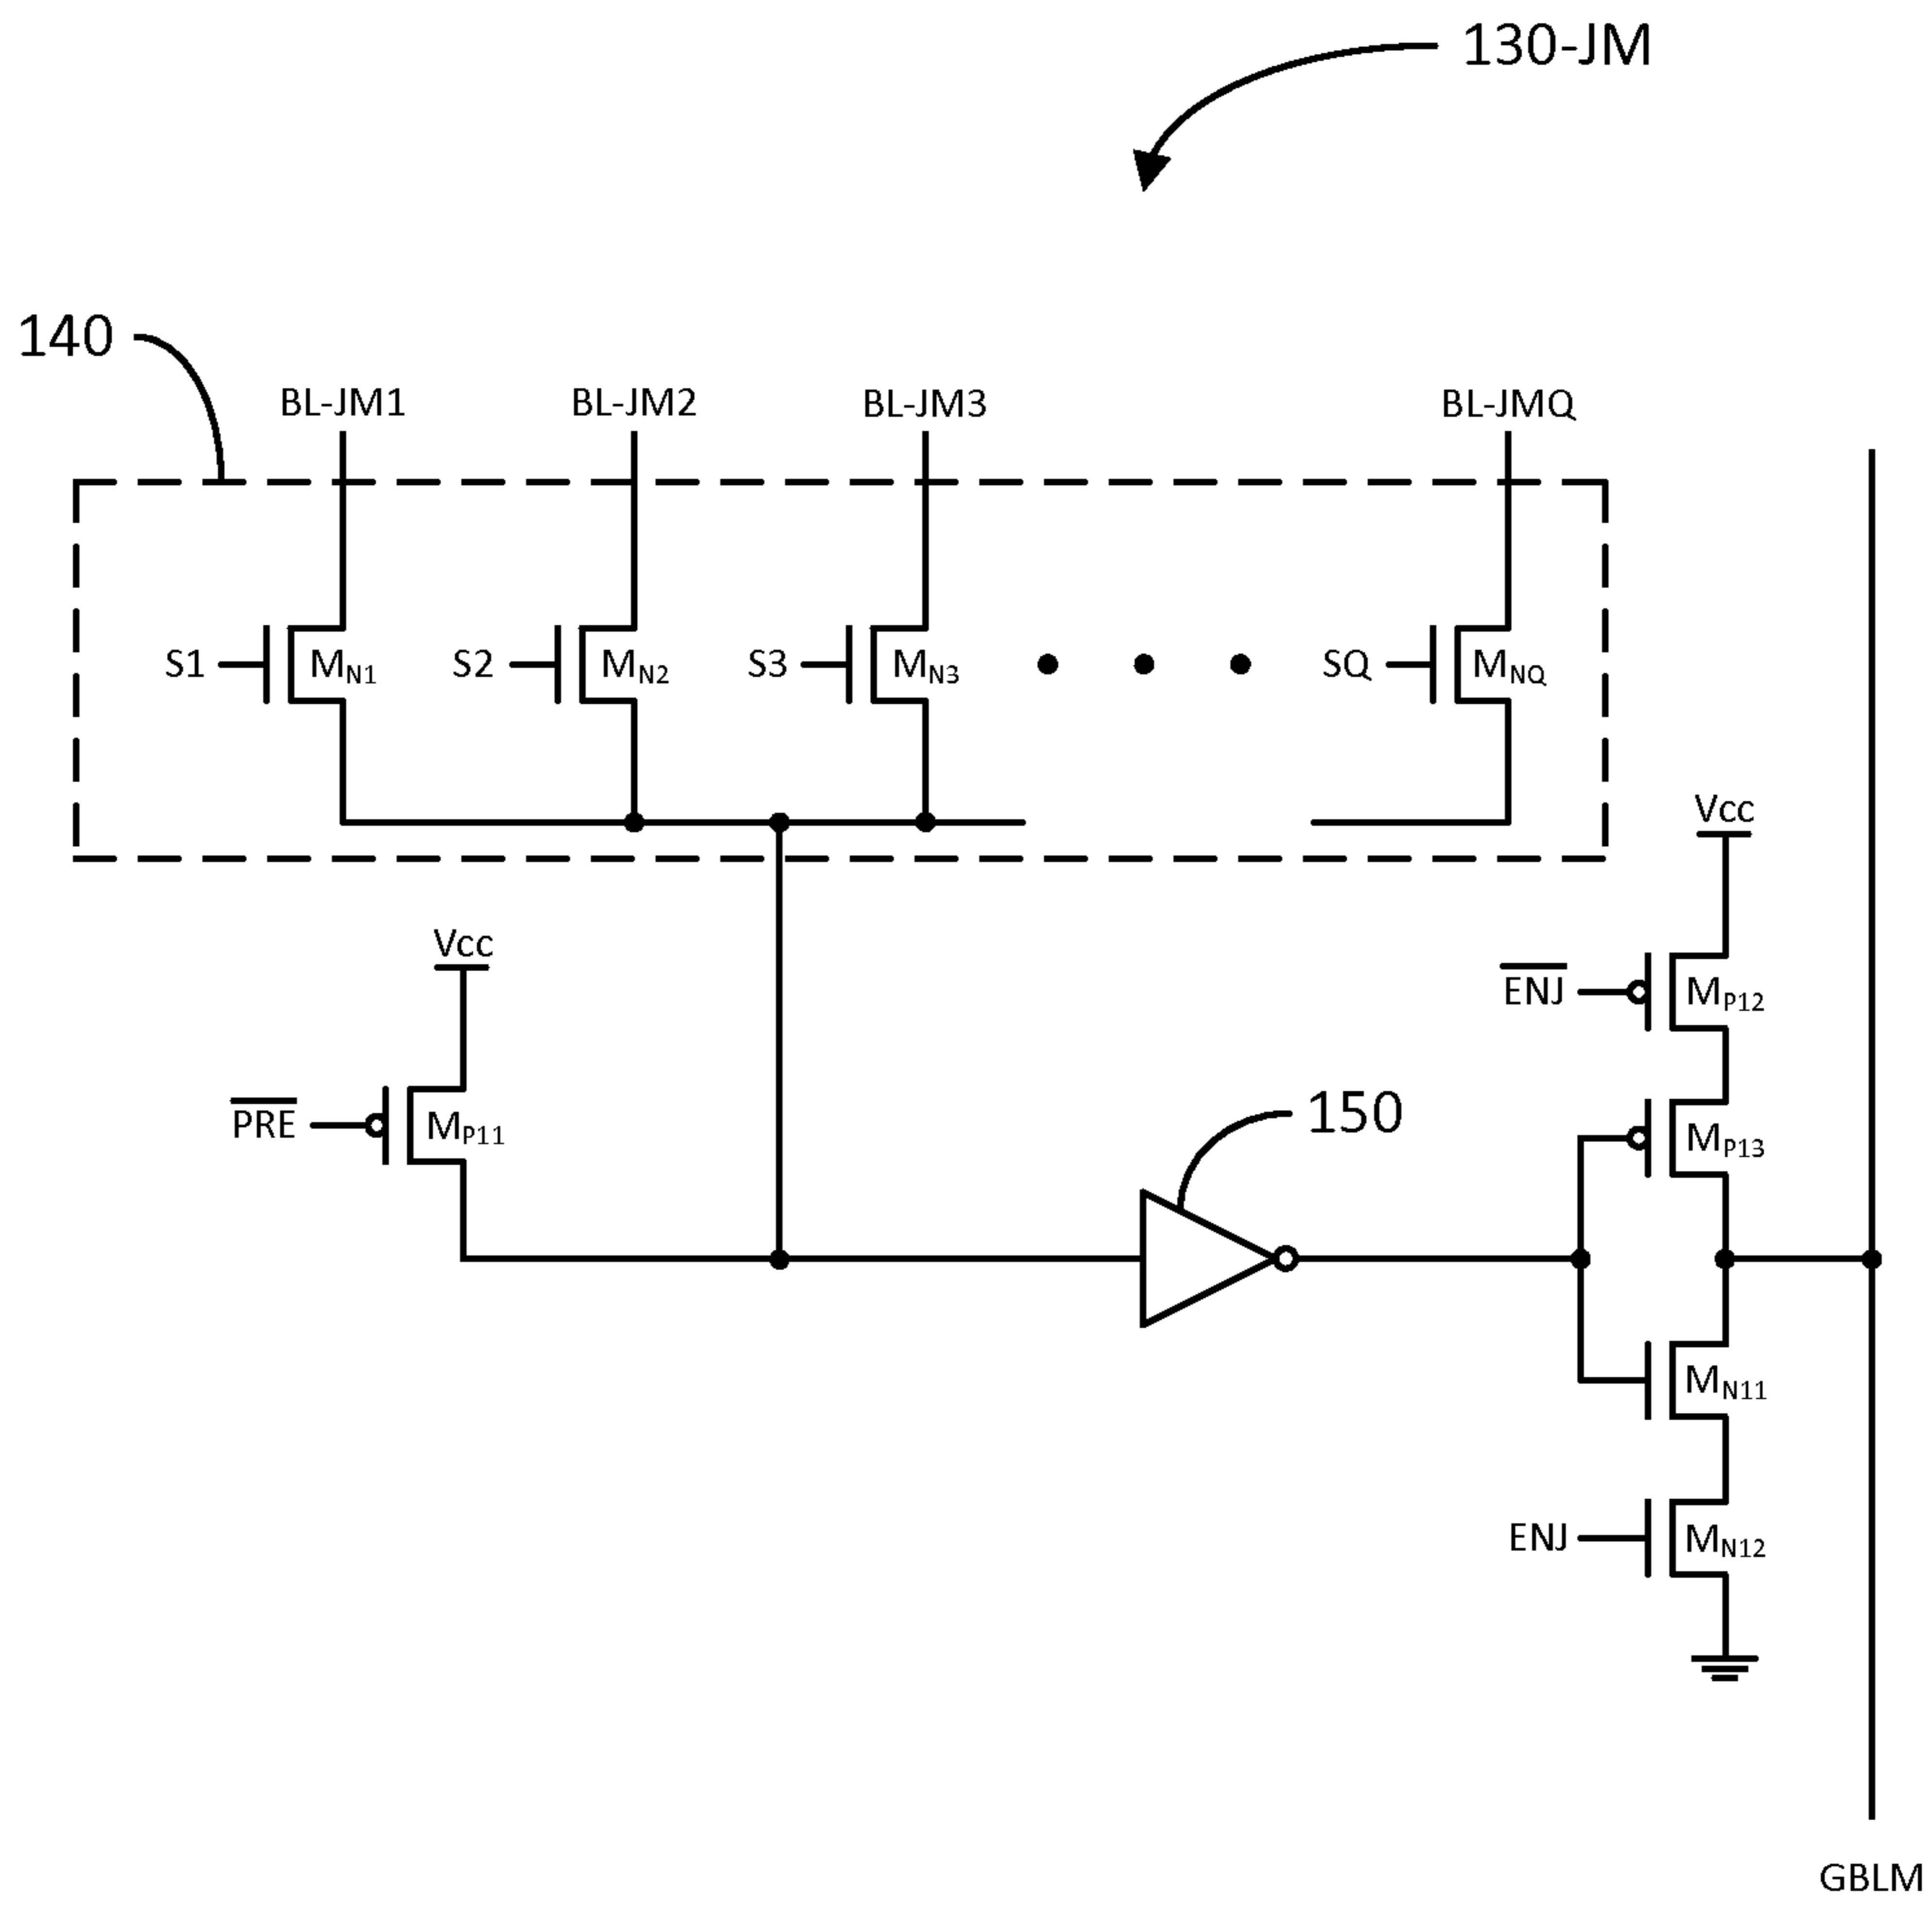 130-JM
140
BL-JM1 BL-JM2 BL-JM3 BL-JMQ
S1 MN1 S2 MN2 S3 MN3 SQ MNQ
Vcc
Vcc
ENJ MP12
PRE MP11
150
MP13
MN11
ENJ MN12
GBLM